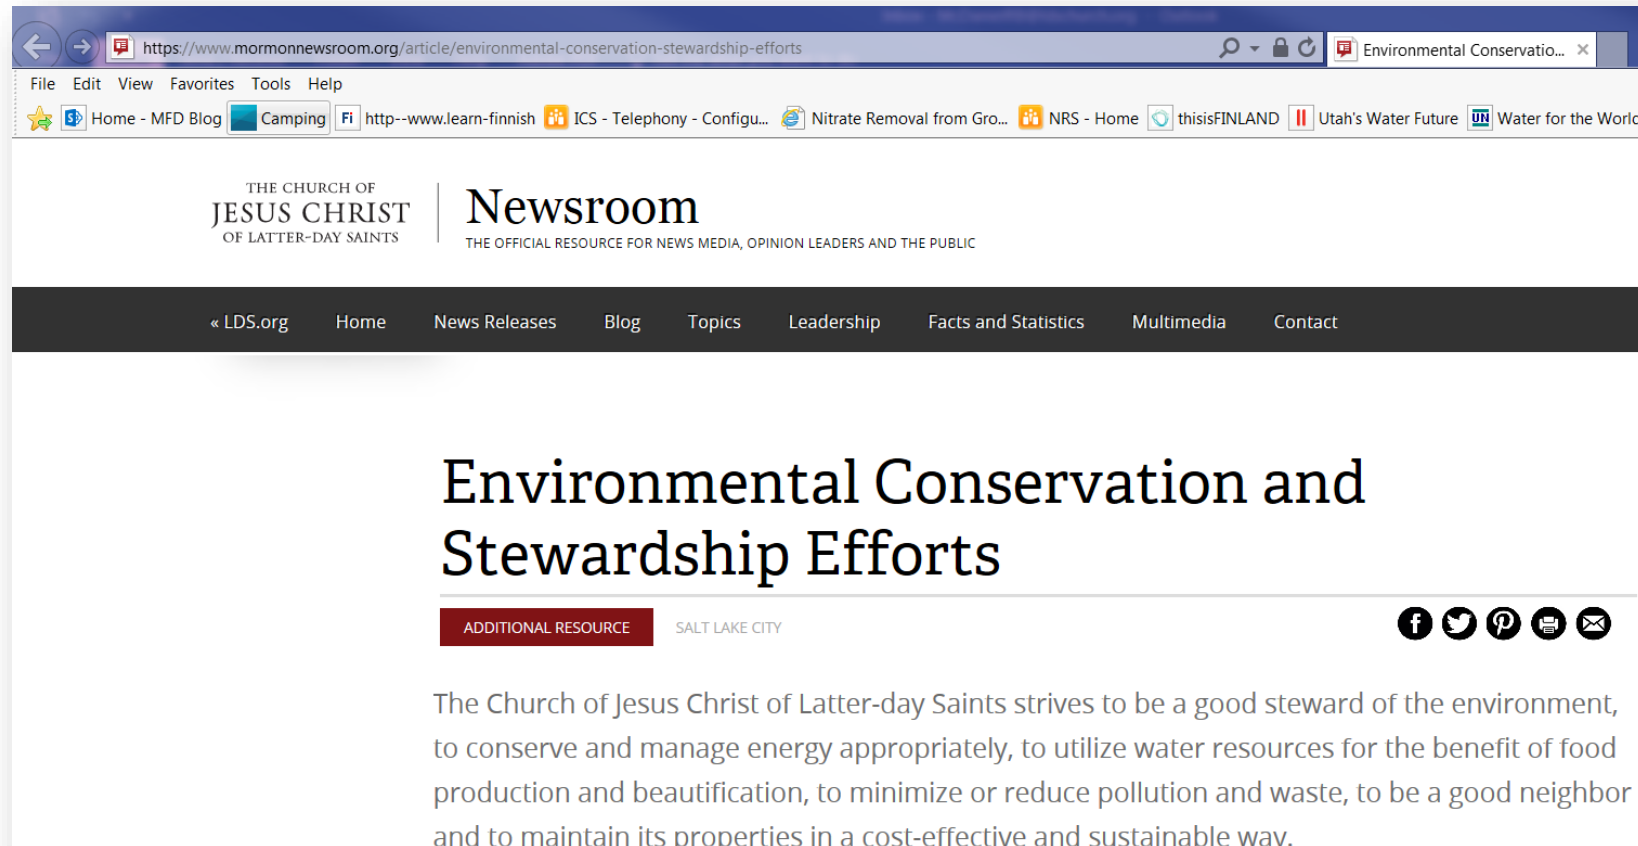 https://www.mormonnewsroom.org/article/environmental-conservation-stewardship-efforts
Environmental Conservatio...
File Edit View Favorites Tools Help
Home - MFD Blog Camping Fi http--www.learn-finnish ICS - Telephony - Configu... Nitrate Removal from Gro... NRS - Home thisisFINLAND Utah's Water Future UN Water for the World
THE CHURCH OF
JESUS CHRIST
OF LATTER-DAY SAINTS
Newsroom
THE OFFICIAL RESOURCE FOR NEWS MEDIA, OPINION LEADERS AND THE PUBLIC
« LDS.org Home News Releases Blog Topics Leadership Facts and Statistics Multimedia Contact
Environmental Conservation and
Stewardship Efforts
ADDITIONAL RESOURCE SALT LAKE CITY
The Church of Jesus Christ of Latter-day Saints strives to be a good steward of the environment,
to conserve and manage energy appropriately, to utilize water resources for the benefit of food
production and beautification, to minimize or reduce pollution and waste, to be a good neighbor
and to maintain its properties in a cost-effective and sustainable way.